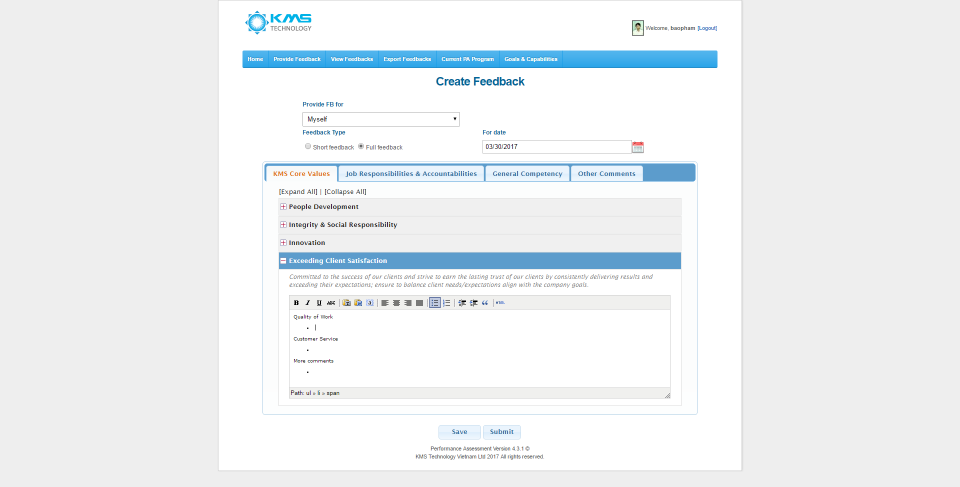 KMS
TECHNOLOGY
Welcome, baopham [Logout]
Home Provide Feedback View Feedbacks Export Feedbacks Current PA Program Goals & Capabilities
Create Feedback
Provide FB for
Myself
Feedback Type For date
Short feedback Full feedback 03/30/2017
KMS Core Values Job Responsibilities & Accountabilities General Competency Other Comments
[Expand All] | [Collapse All]
People Development
Integrity & Social Responsibility
Innovation
Exceeding Client Satisfaction
Committed to the success of our clients and strive to earn the lasting trust of our clients by consistently delivering results and
exceeding their expectations; ensure to balance client needs/expectations align with the company goals.
B I U ABC HTML
Quality of Work
•
Customer Service
•
More comments
•
Path: ul » li » span
Save Submit
Performance Assessment Version 4.3.1 ©
KMS Technology Vietnam Ltd 2017 All rights reserved.